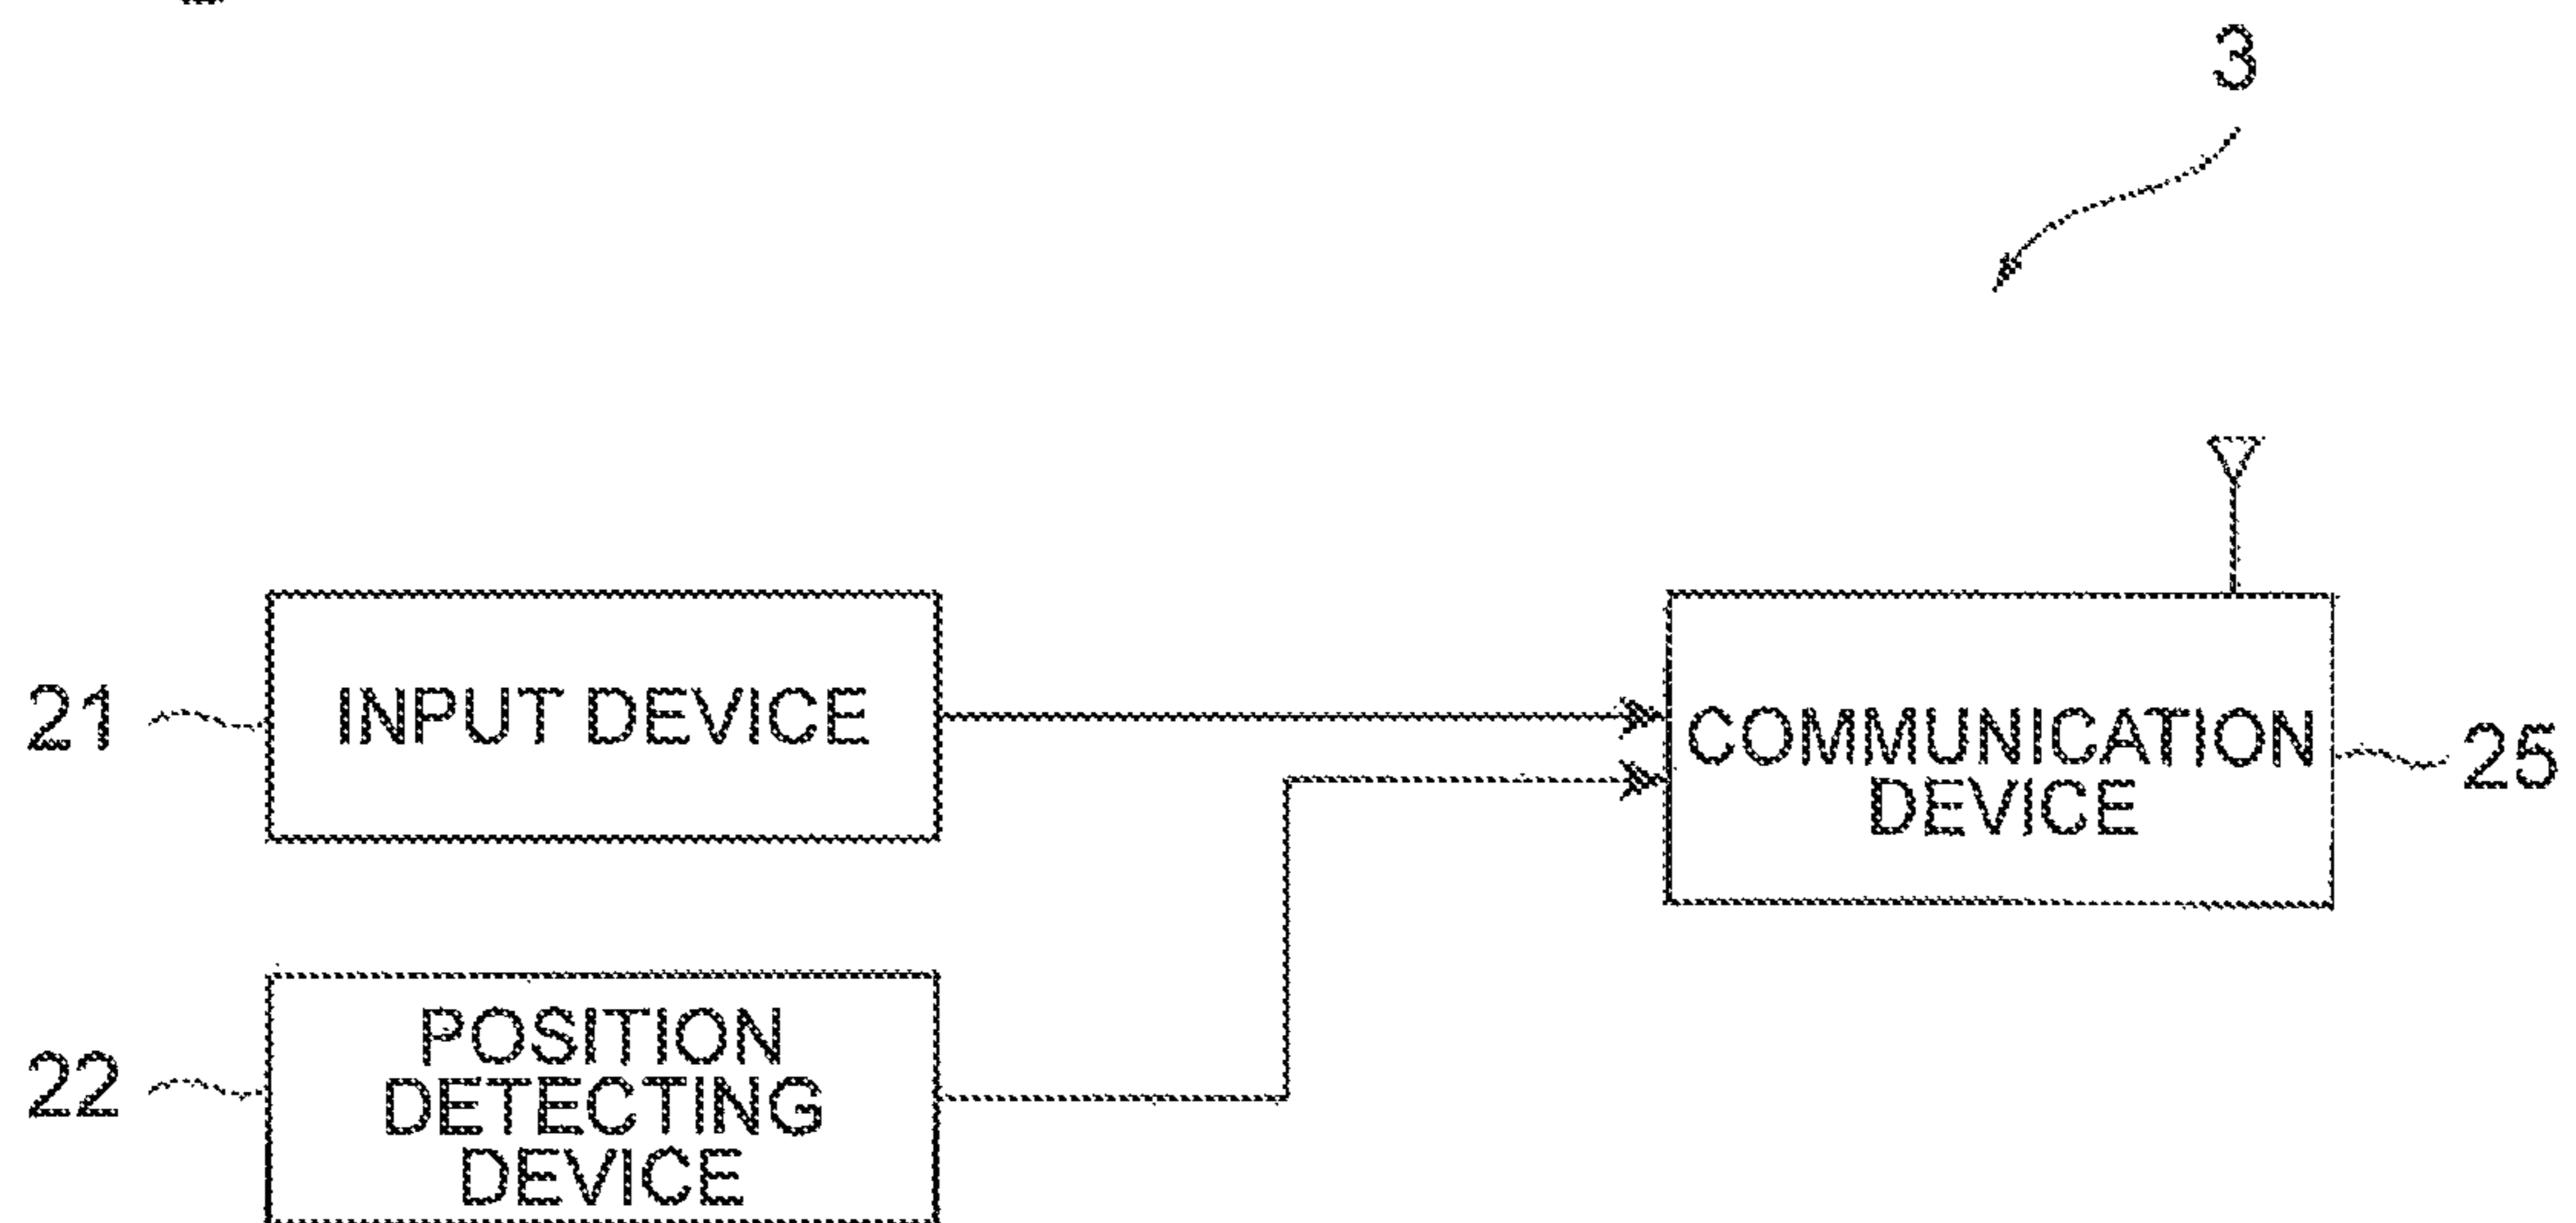 3
21
INPUT DEVICE
COMMUNICATION
DEVICE
25
22
POSITION
DETECTING
DEVICE